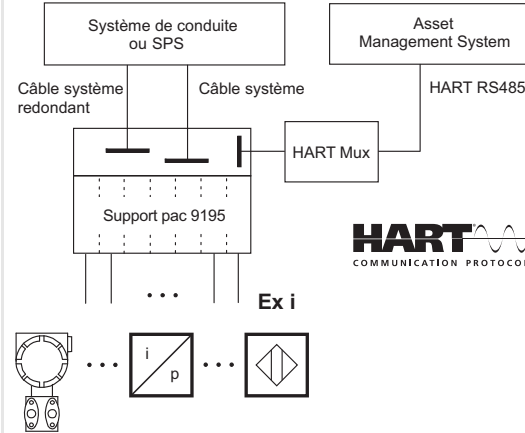 Système de conduite
ou SPS
Asset
Management System
Câble système
redondant
Câble système
HART RS485
HART Mux
Support pac 9195
HART
COMMUNICATION PROTOCOL
• • •
Ex i
• • •
i
p
• • •